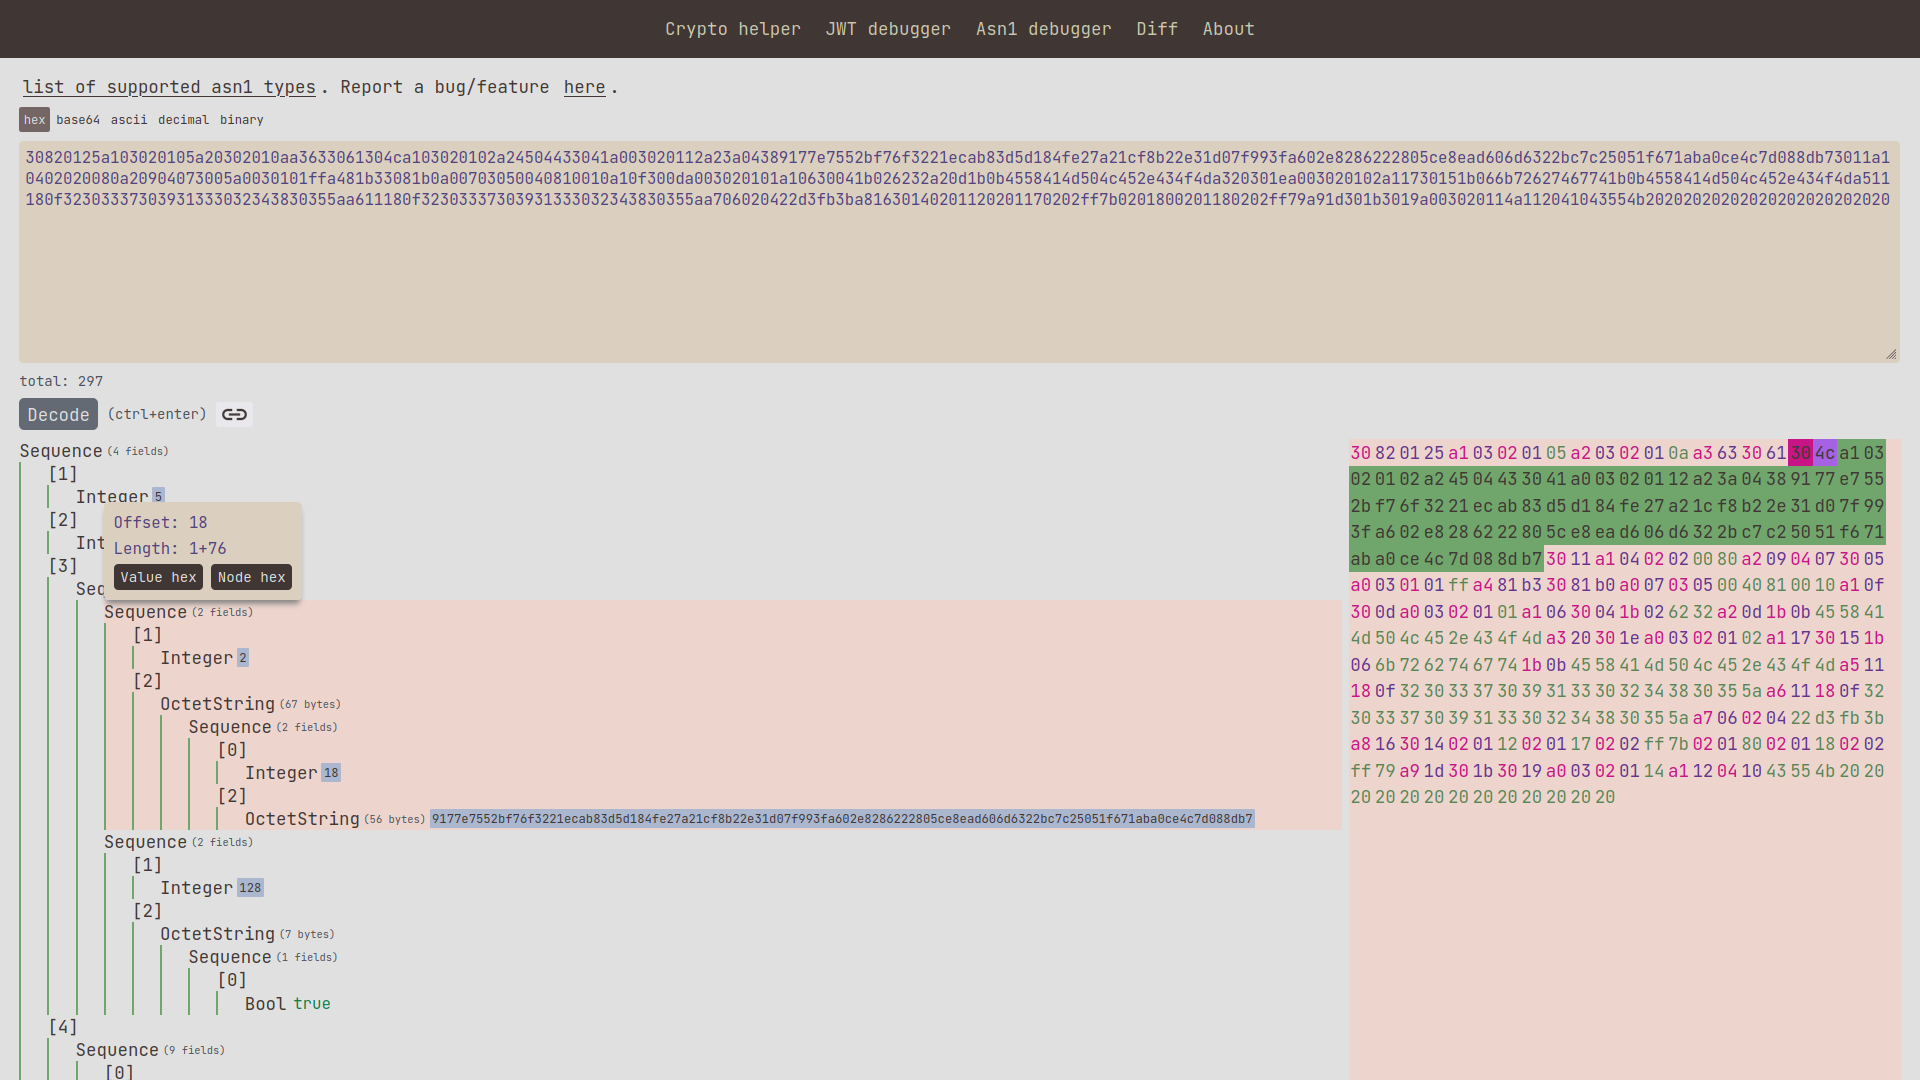 Crypto helper JWT debugger Asn1 debugger Diff About
list of supported asn1 types. Report a bug/feature here.
hex base64 ascii decimal binary
30820125a103020105a20302010aa3633061304ca103020102a24504433041a003020112a23a04389177e7552bf76f3221ecab83d5d184fe27a21cf8b22e31d07f993fa602e8286222805ce8ead606d6322bc7c25051f671aba0ce4c7d088db73011a1
0402020080a20904073005a0030101ffa481b33081b0a00703050040810010a10f300da003020101a10630041b026232a20d1b0b4558414d504c452e434f4da320301ea003020102a11730151b066b72627467741b0b4558414d504c452e434f4da511
180f32303337303931333032343830355aa611180f32303337303931333032343830355aa706020422d3fb3ba81630140201120201170202ff7b0201800201180202ff79a91d301b3019a003020114a112041043554b20202020202020202020202020
total: 297
Decode (ctrl+enter)
Sequence (4 fields)
[1]
Integer 5
[2]
Int
[3]
Seq
Offset: 18
Length: 1+76
Value hex Node hex
Sequence (2 fields)
[1]
Integer 2
[2]
OctetString (67 bytes)
Sequence (2 fields)
[0]
Integer 18
[2]
OctetString (56 bytes) 9177e7552bf76f3221ecab83d5d184fe27a21cf8b22e31d07f993fa602e8286222805ce8ead606d6322bc7c25051f671aba0ce4c7d088db7
Sequence (2 fields)
[1]
Integer 128
[2]
OctetString (7 bytes)
Sequence (1 fields)
[0]
Bool true
[4]
Sequence (9 fields)
[0]
30 82 01 25 a1 03 02 01 05 a2 03 02 01 0a a3 63 30 61 30 4c a1 03
02 01 02 a2 45 04 43 30 41 a0 03 02 01 12 a2 3a 04 38 91 77 e7 55
2b f7 6f 32 21 ec ab 83 d5 d1 84 fe 27 a2 1c f8 b2 2e 31 d0 7f 99
3f a6 02 e8 28 62 22 80 5c e8 ea d6 06 d6 32 2b c7 c2 50 51 f6 71
ab a0 ce 4c 7d 08 8d b7 30 11 a1 04 02 02 00 80 a2 09 04 07 30 05
a0 03 01 01 ff a4 81 b3 30 81 b0 a0 07 03 05 00 40 81 00 10 a1 0f
30 0d a0 03 02 01 01 a1 06 30 04 1b 02 62 32 a2 0d 1b 0b 45 58 41
4d 50 4c 45 2e 43 4f 4d a3 20 30 1e a0 03 02 01 02 a1 17 30 15 1b
06 6b 72 62 74 67 74 1b 0b 45 58 41 4d 50 4c 45 2e 43 4f 4d a5 11
18 0f 32 30 33 37 30 39 31 33 30 32 34 38 30 35 5a a6 11 18 0f 32
30 33 37 30 39 31 33 30 32 34 38 30 35 5a a7 06 02 04 22 d3 fb 3b
a8 16 30 14 02 01 12 02 01 17 02 02 ff 7b 02 01 80 02 01 18 02 02
ff 79 a9 1d 30 1b 30 19 a0 03 02 01 14 a1 12 04 10 43 55 4b 20 20
20 20 20 20 20 20 20 20 20 20 20